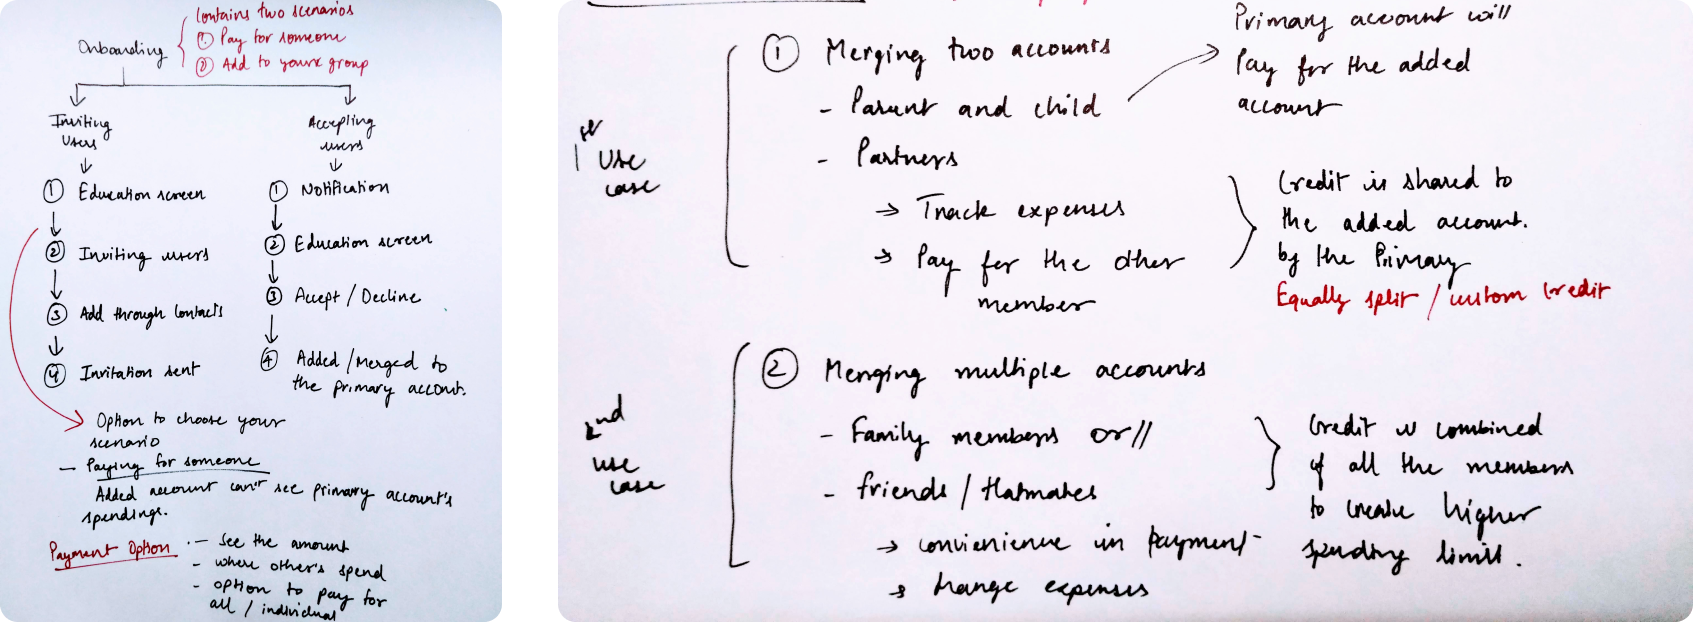 Onboarding
Contains two scenarios
① Pay for someone
② Add to your group
Inviting
Users
↓
① Education screen
↓
② Inviting users
↓
③ Add through contacts
↓
④ Invitation sent
Accepting
users
↓
① Notification
↓
② Education screen
↓
③ Accept / Decline
↓
④ Added / Merged to
the primary account.
Option to choose your
scenario
— Paying for someone
Added account can't see primary account's
spendings.
Payment Option
— See the amount
- where other's spend
- option to pay for
all / individual
1st Use
case
① Merging two accounts
- Parent and child
Primary account will
Pay for the added
account
- Partners
→ Track expenses
→ Pay for the other
member
Credit is shared to
the added account.
by the Primary
Equally split / custom credit
2nd
use
case
② Merging multiple accounts
- Family members or //
- friends / flatmates
→ convienience in payment
→ Manage expenses
Credit is combined
of all the members
to create higher
spending limit.